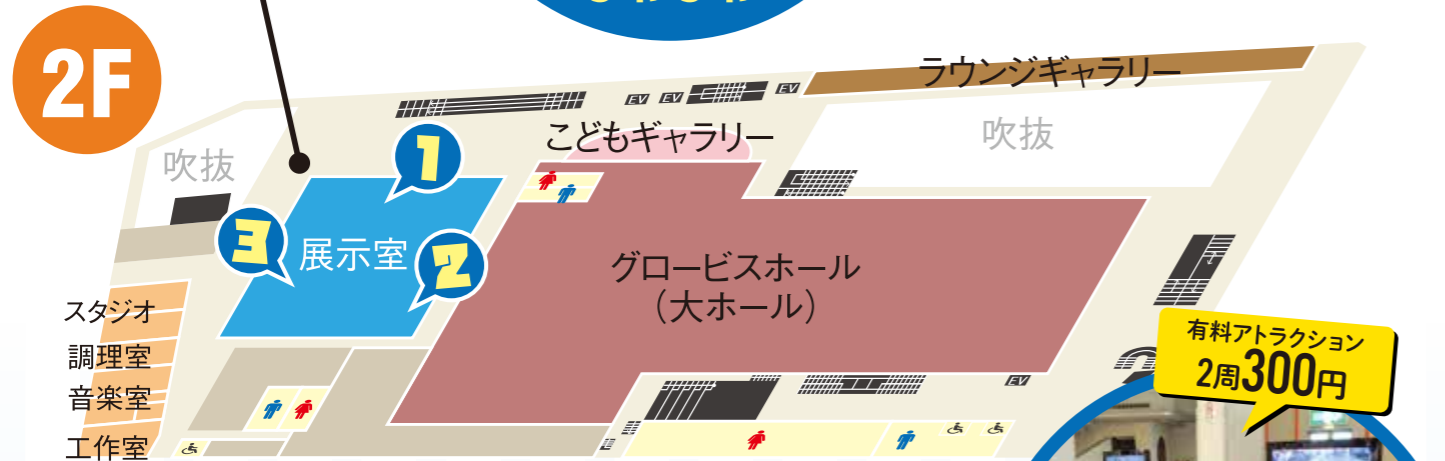 2F
ラウンジギャラリー
EV
EV
EV
こどもギャラリー
吹抜
吹抜
1
3
展示室
2
グロービスホール
（大ホール）
スタジオ
調理室
音楽室
工作室
有料アトラクション
2周300円
EV